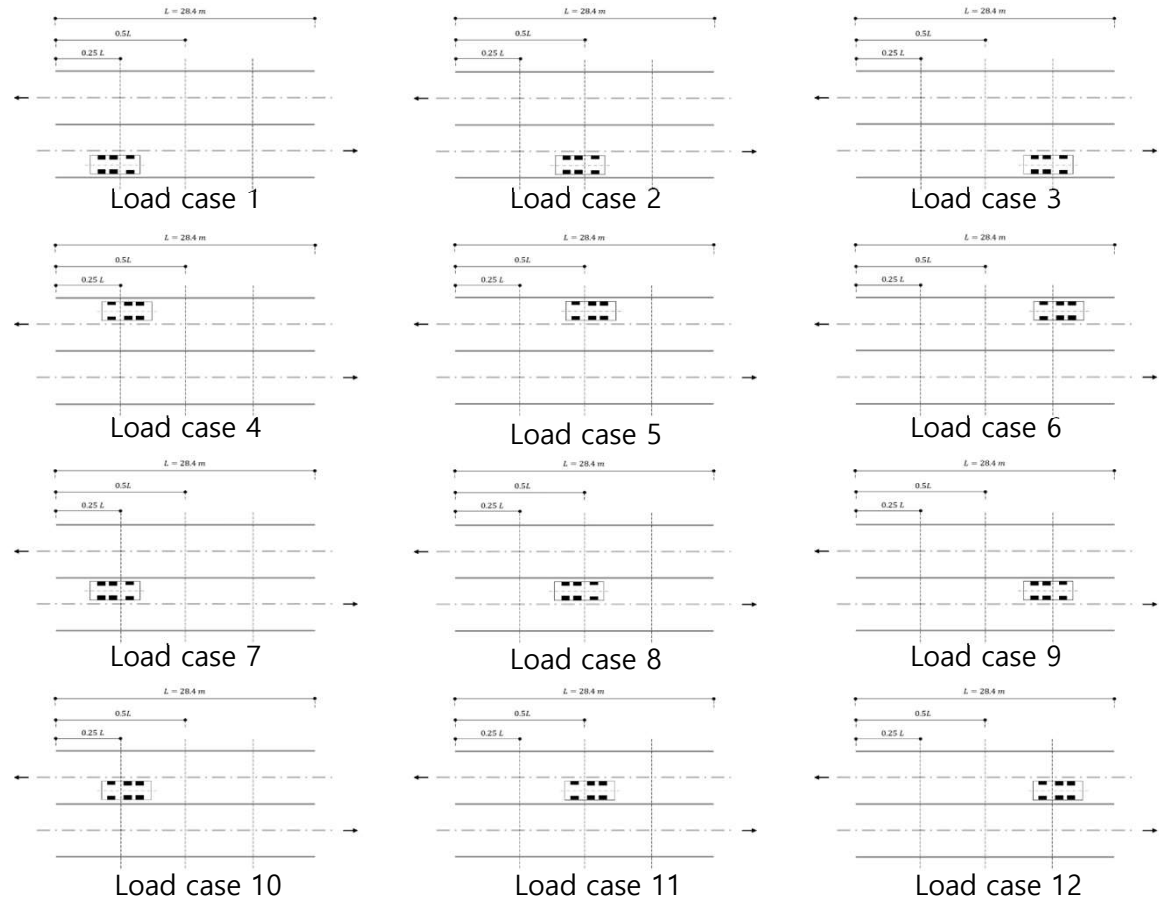 L = 28.4 m L = 28.4 m L = 28.4 m
0.5L 0.5L 0.5L
0.25 L 0.25 L 0.25 L
Load case 1 Load case 2 Load case 3
L = 28.4 m L = 28.4 m L = 28.4 m
0.5L 0.5L 0.5L
0.25 L 0.25 L 0.25 L
Load case 4 Load case 5 Load case 6
L = 28.4 m L = 28.4 m L = 28.4 m
0.5L 0.5L 0.5L
0.25 L 0.25 L 0.25 L
Load case 7 Load case 8 Load case 9
L = 28.4 m L = 28.4 m L = 28.4 m
0.5L 0.5L 0.5L
0.25 L 0.25 L 0.25 L
Load case 10 Load case 11 Load case 12